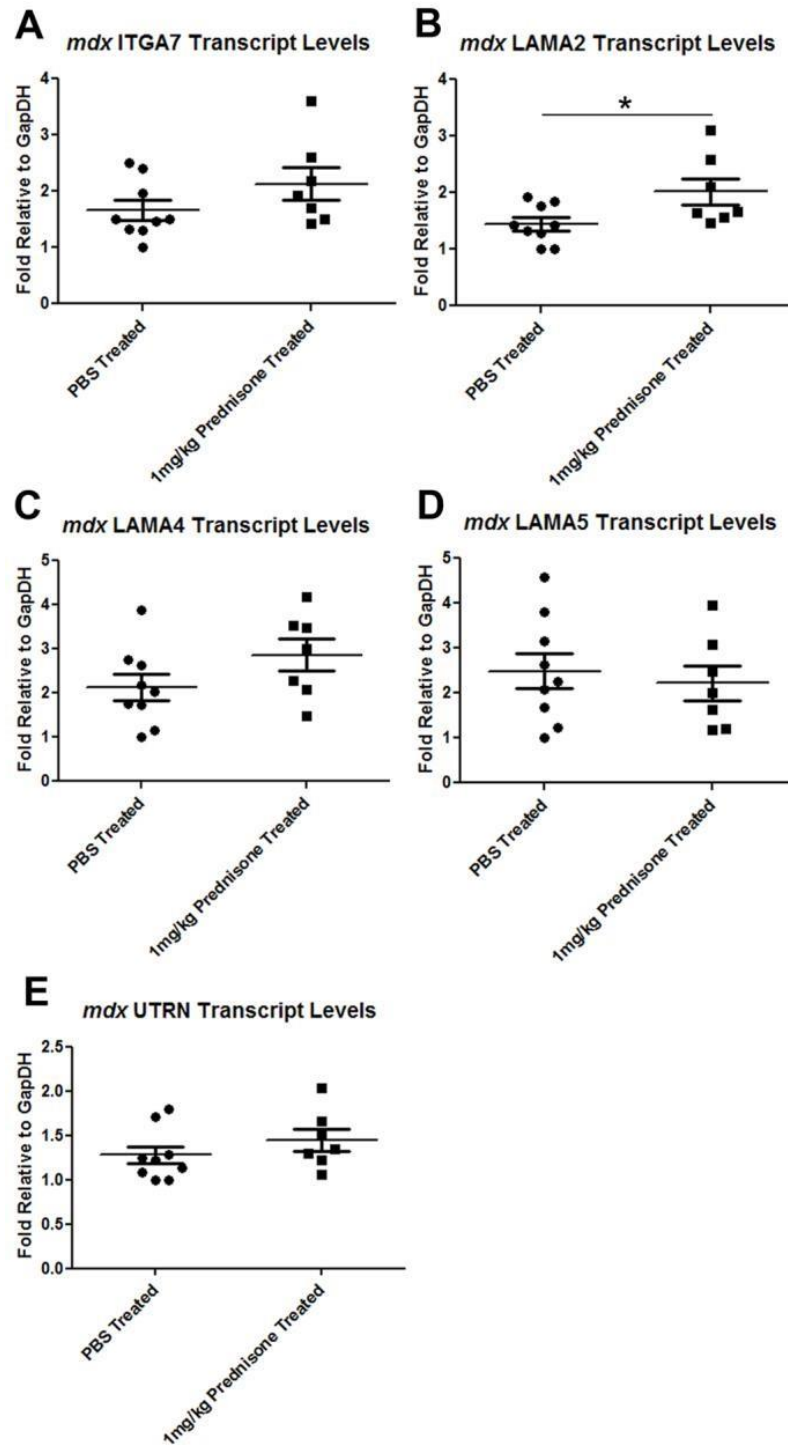 A
mdx ITGA7 Transcript Levels
Fold Relative to GapDH
4
3
2
1
0
PBS Treated
1mg/kg Prednisone Treated
B
mdx LAMA2 Transcript Levels
Fold Relative to GapDH
4
3
2
1
0
*
PBS Treated
1mg/kg Prednisone Treated
C
mdx LAMA4 Transcript Levels
Fold Relative to GapDH
5
4
3
2
1
0
PBS Treated
1mg/kg Prednisone Treated
D
mdx LAMA5 Transcript Levels
Fold Relative to GapDH
5
4
3
2
1
0
PBS Treated
1mg/kg Prednisone Treated
E
mdx UTRN Transcript Levels
Fold Relative to GapDH
2.5
2.0
1.5
1.0
0.5
0.0
PBS Treated
1mg/kg Prednisone Treated